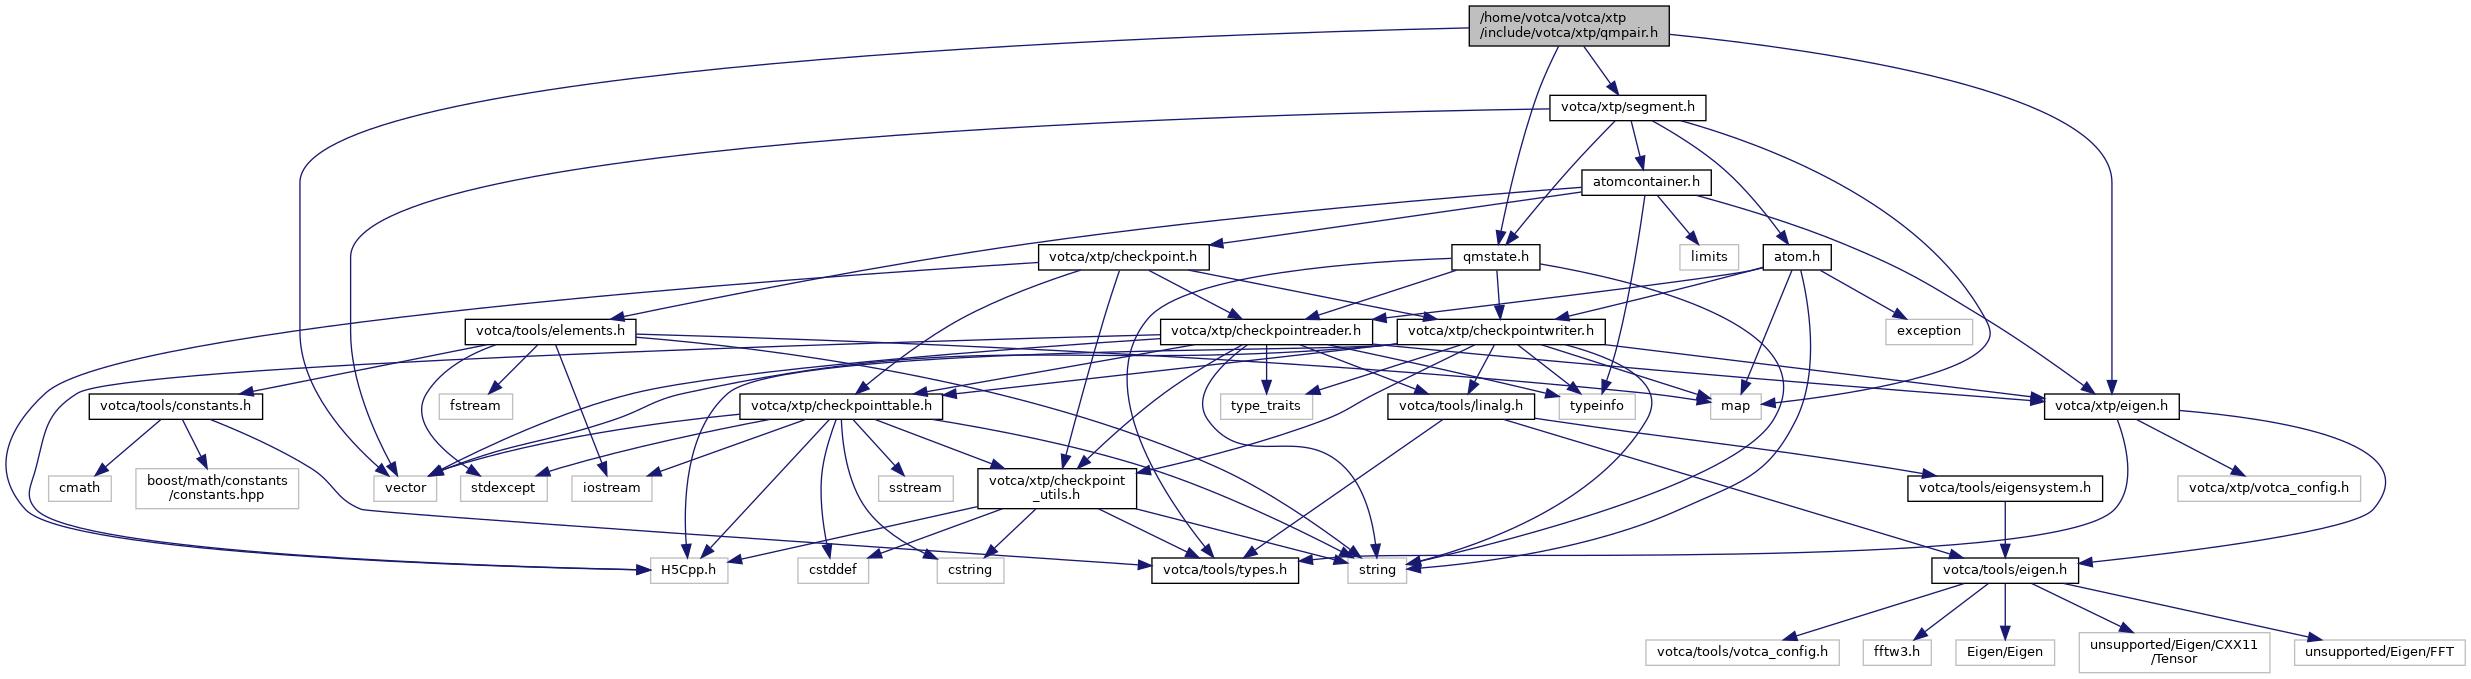 /home/votca/votca/xtp
/include/votca/xtp/qmpair.h
votca/xtp/segment.h
atomcontainer.h
votca/xtp/checkpoint.h
qmstate.h
limits
atom.h
votca/tools/elements.h
votca/xtp/checkpointreader.h
votca/xtp/checkpointwriter.h
exception
votca/tools/constants.h
fstream
votca/xtp/checkpointtable.h
type_traits
votca/tools/linalg.h
typeinfo
map
votca/xtp/eigen.h
cmath
boost/math/constants
/constants.hpp
vector
stdexcept
iostream
sstream
votca/xtp/checkpoint
_utils.h
votca/tools/eigensystem.h
votca/xtp/votca_config.h
H5Cpp.h
cstddef
cstring
votca/tools/types.h
string
votca/tools/eigen.h
votca/tools/votca_config.h
fftw3.h
Eigen/Eigen
unsupported/Eigen/CXX11
/Tensor
unsupported/Eigen/FFT